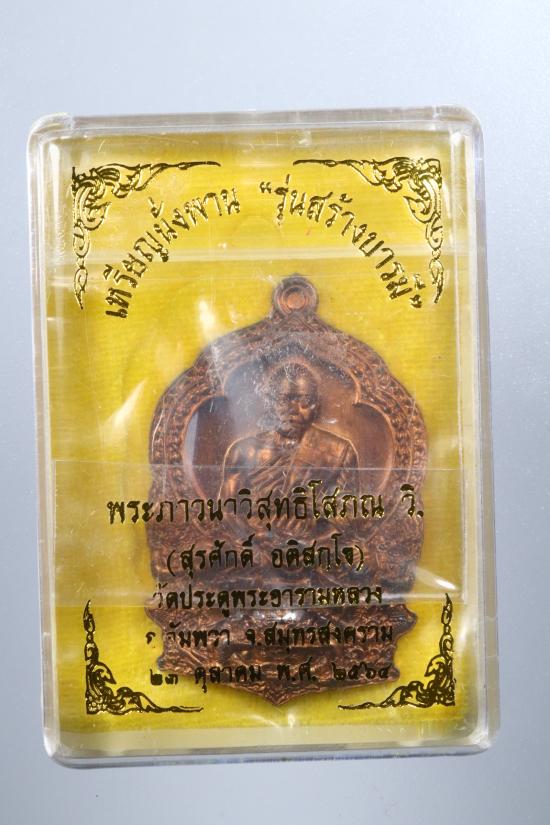 เหรียญนั่งพาน "รุ่นสร้างบารมี"
พระภาวนาวิสุทธิโสภณ วิ.
(สุรศักดิ์ อติสกฺโข)
วัดประดู่พระอารามหลวง
อัมพวา จ.สมุทรสงคราม
ตุลาคม พ.ศ. ๒๕๖๔